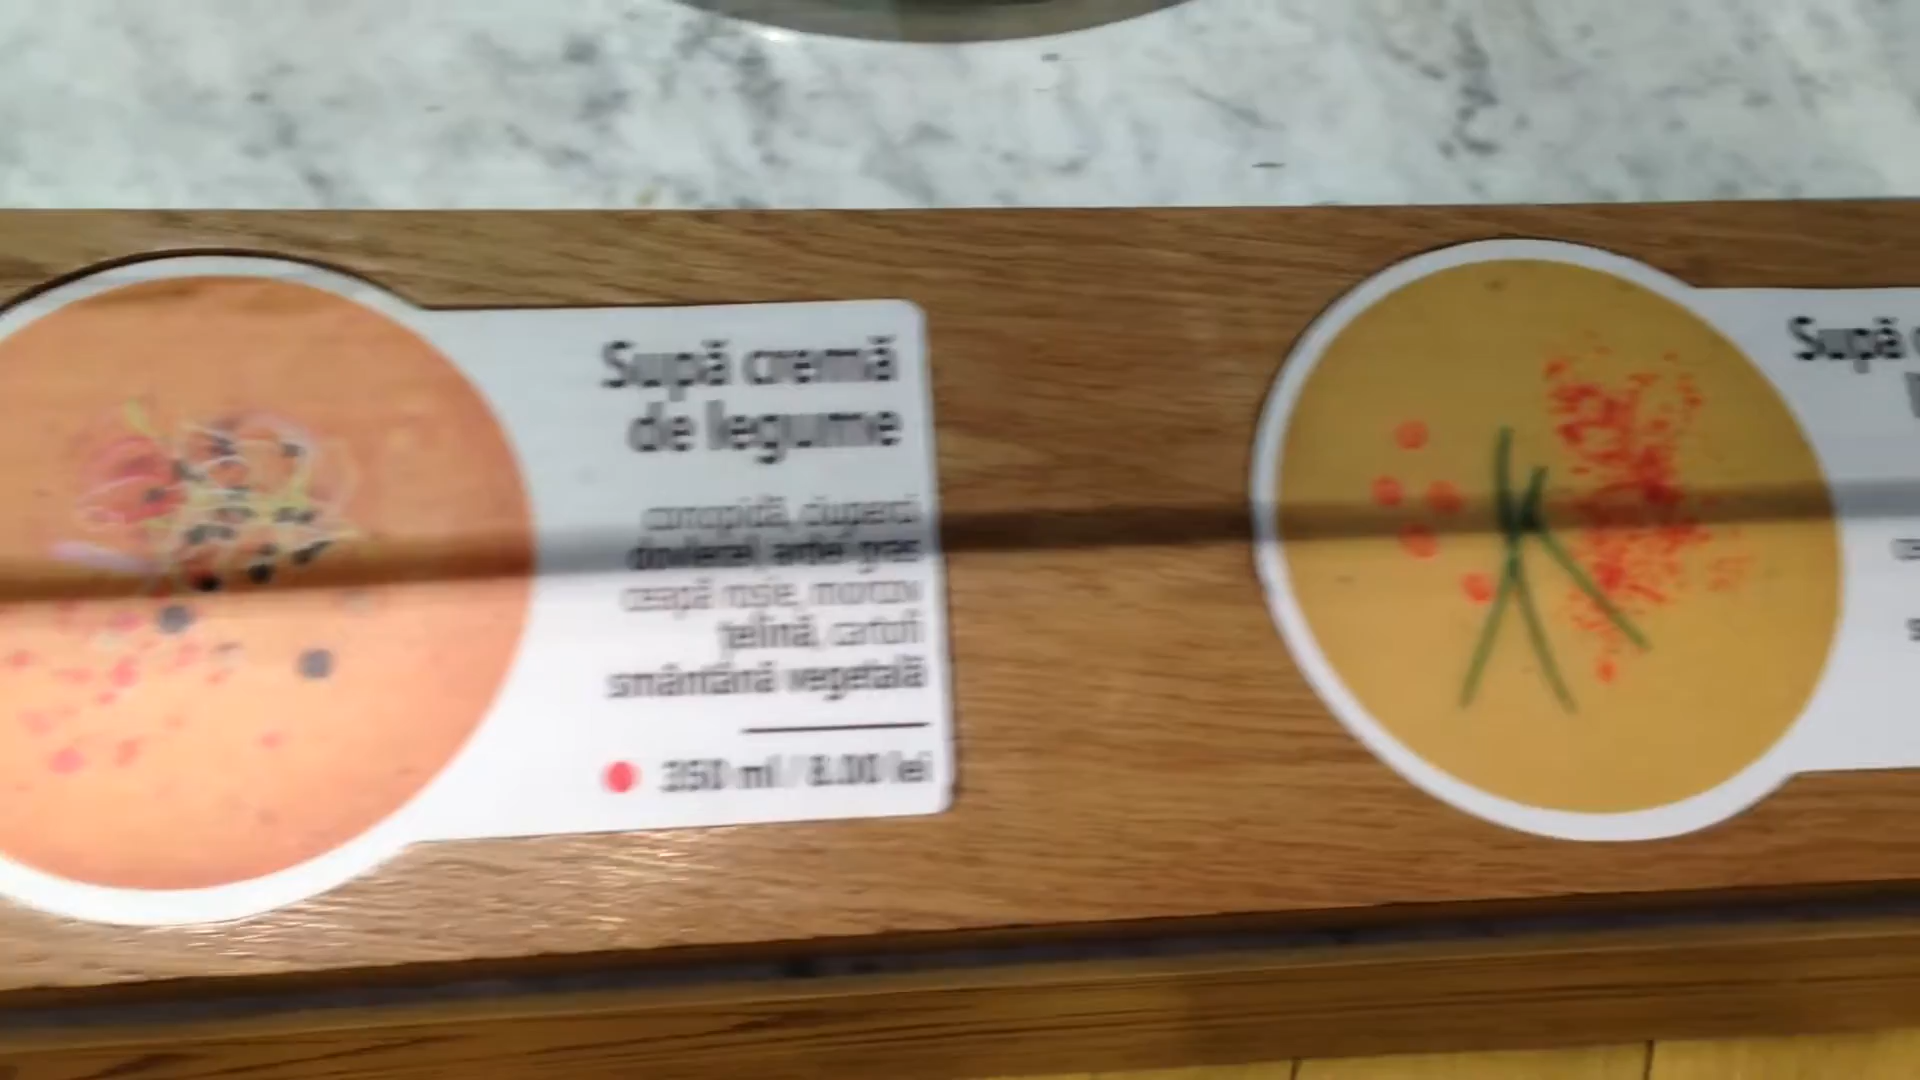 Supă cremă
de legume
conopidă, ciuperci
dovlecel, ardei gras
ceapă roșie, morcov
țelină, cartofi
smântână vegetală
350 ml / 8.00 lei
Supă